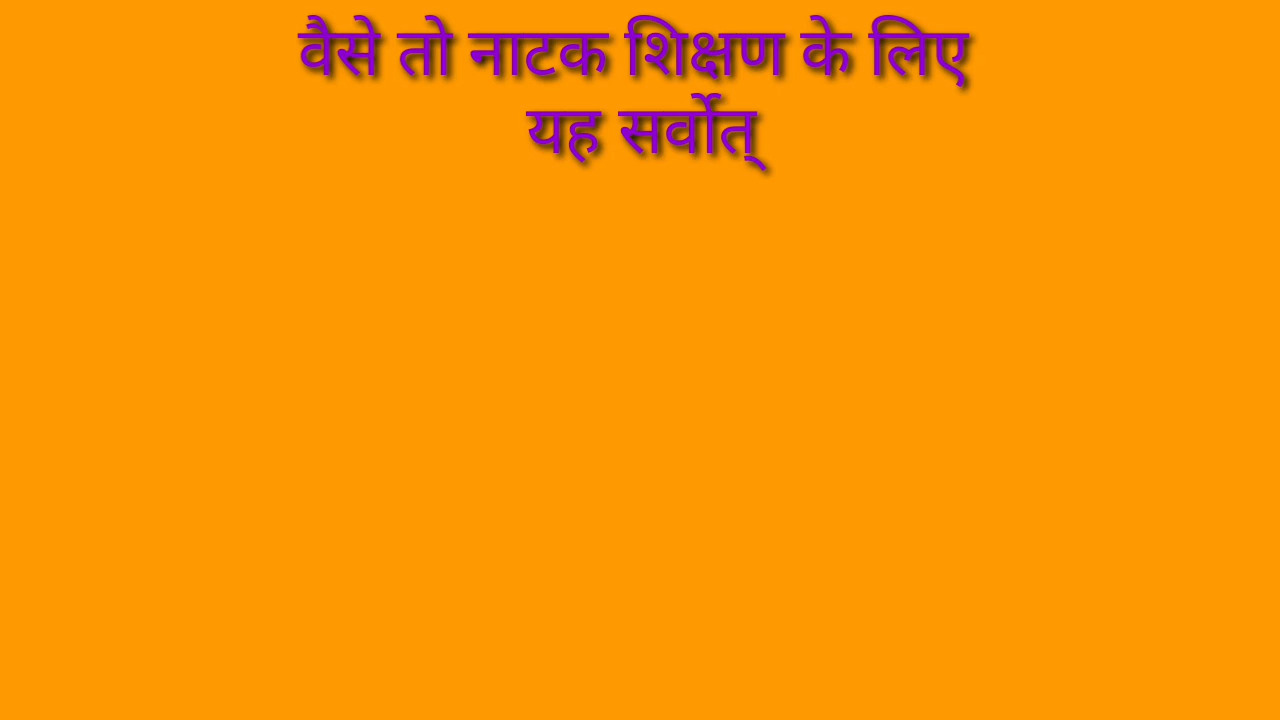 वैसे तो नाटक शिक्षण के लिए
यह सर्वोत्